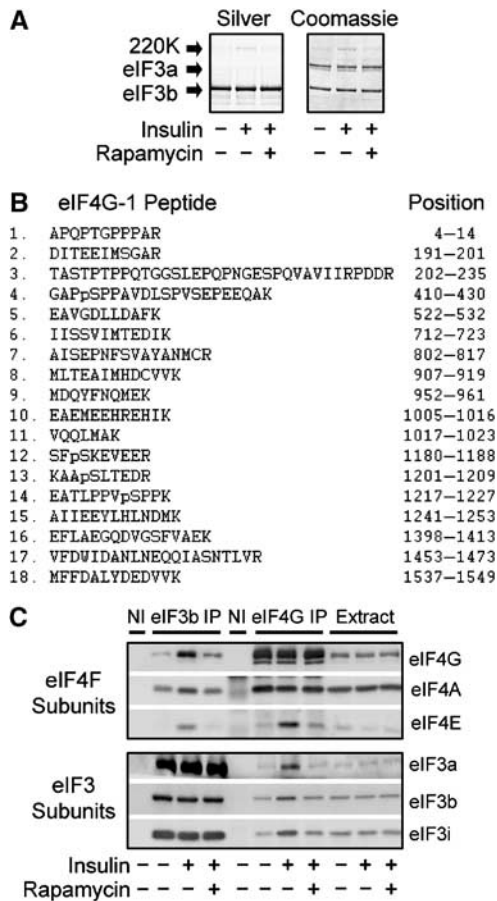 A
Silver Coomassie
220K
eIF3a
eIF3b
Insulin – + + – + +
Rapamycin – – + – – +
B eIF4G-1 Peptide Position
1. APQPTGPPPAR 4–14
2. DITEEIMSGAR 191–201
3. TASTPTPPQTGGSLEPQPNGESPQVAVIIRPDDR 202–235
4. GAPpSPPAVDLSPVSEPEEQAK 410–430
5. EAVGDLLDAFK 522–532
6. IISSVIMTEDIK 712–723
7. AISEPNFSVAYANMCR 802–817
8. MLTEAIMHDCVVK 907–919
9. MDQYFNQMEK 952–961
10. EAEMEEHREHIK 1005–1016
11. VQQLMAK 1017–1023
12. SFpSKEVEER 1180–1188
13. KAApSLTEDR 1201–1209
14. EATLPPVpSPPK 1217–1227
15. AIIEEYLHLNDMK 1241–1253
16. EFLAEGQDVGSFVAEK 1398–1413
17. VFDWIDANLNEQQIASNTLVR 1453–1473
18. MFFDALYDEDVVK 1537–1549
C
NI eIF3b IP NI eIF4G IP Extract
eIF4F Subunits
eIF4G
eIF4A
eIF4E
eIF3 Subunits
eIF3a
eIF3b
eIF3i
Insulin – – + + – – + + – + +
Rapamycin – – – + – – – + – – +